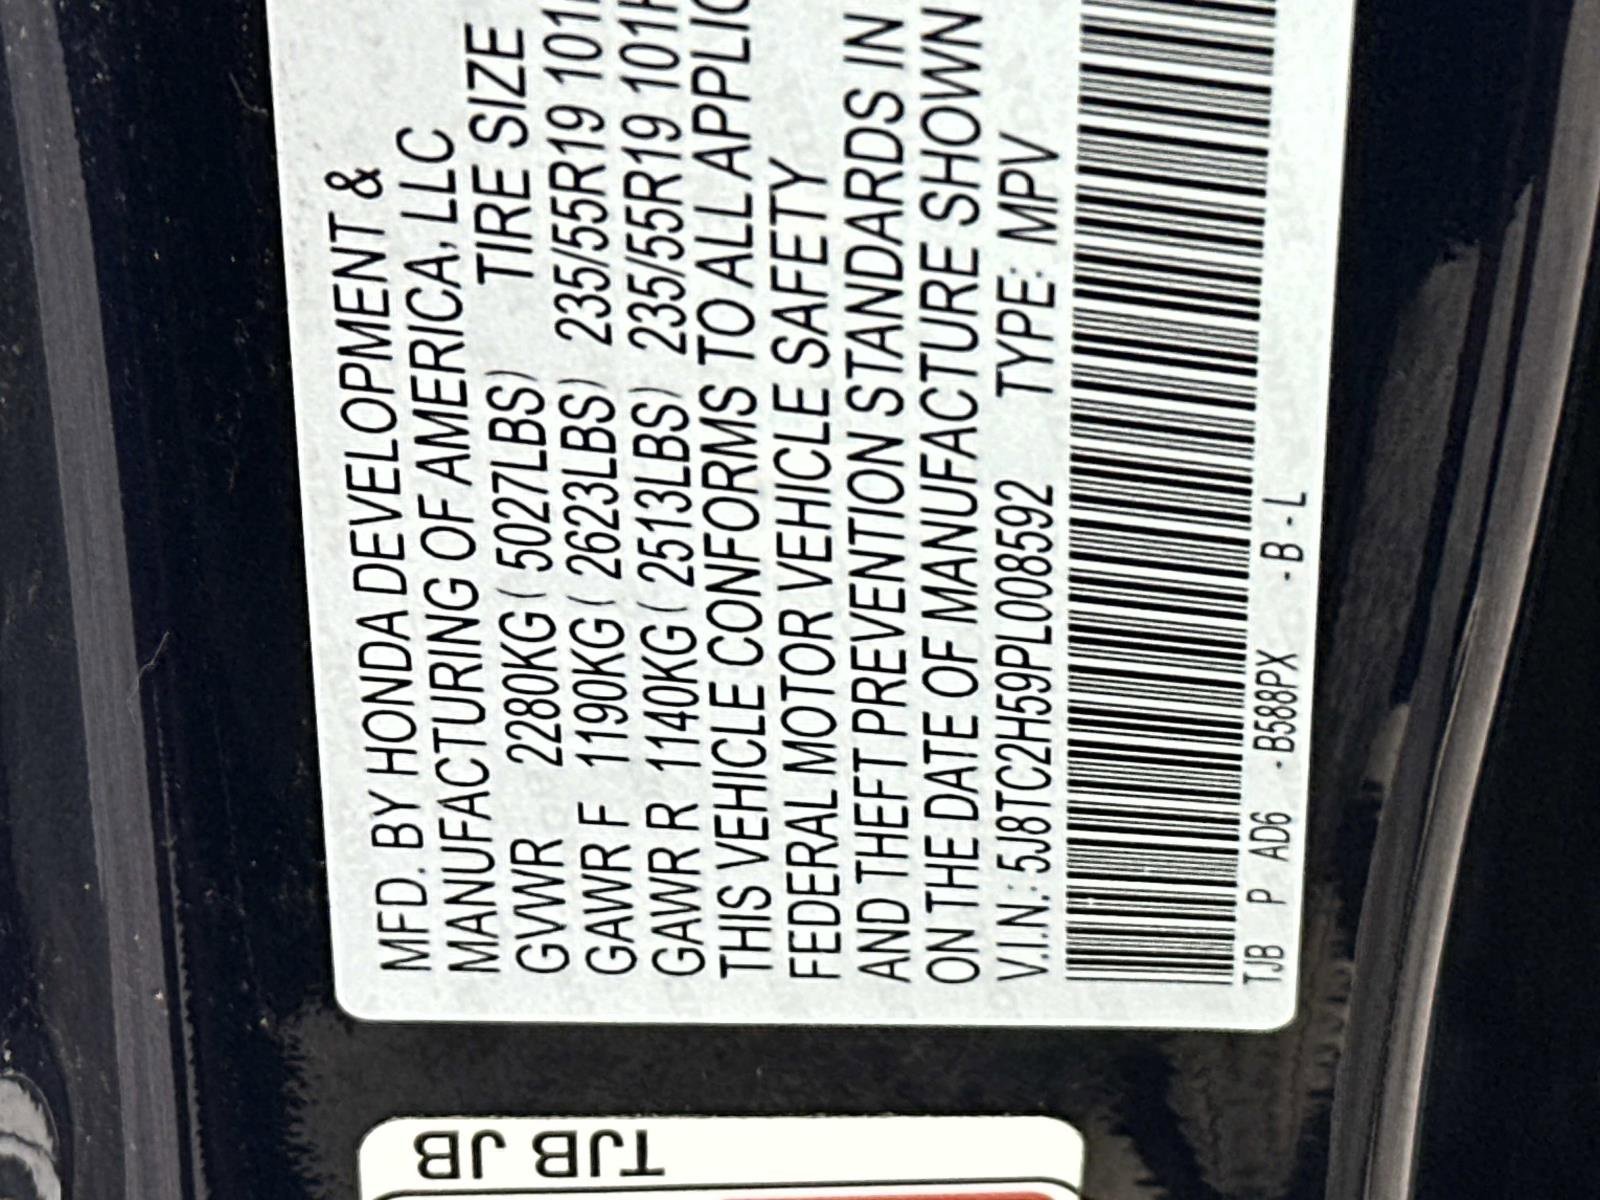 MFD. BY HONDA DEVELOPMENT &
MANUFACTURING OF AMERICA, LLC
TIRE SIZE
GVWR 2280KG ( 5027LBS)
GAWR F 1190KG ( 2623LBS) 235/55R19 101
GAWR R 1140KG ( 2513LBS) 235/55R19 101
THIS VEHICLE CONFORMS TO ALL
FEDERAL MOTOR VEHICLE SAFETY
AND THEFT PREVENTION STANDARDS IN
ON THE DATE OF MANUFACTURE SHOWN
V.I.N.: 5J8TC2H59PL008592 TYPE: MPV
TJB P AD6 -B588PX -B-L
TJB JB